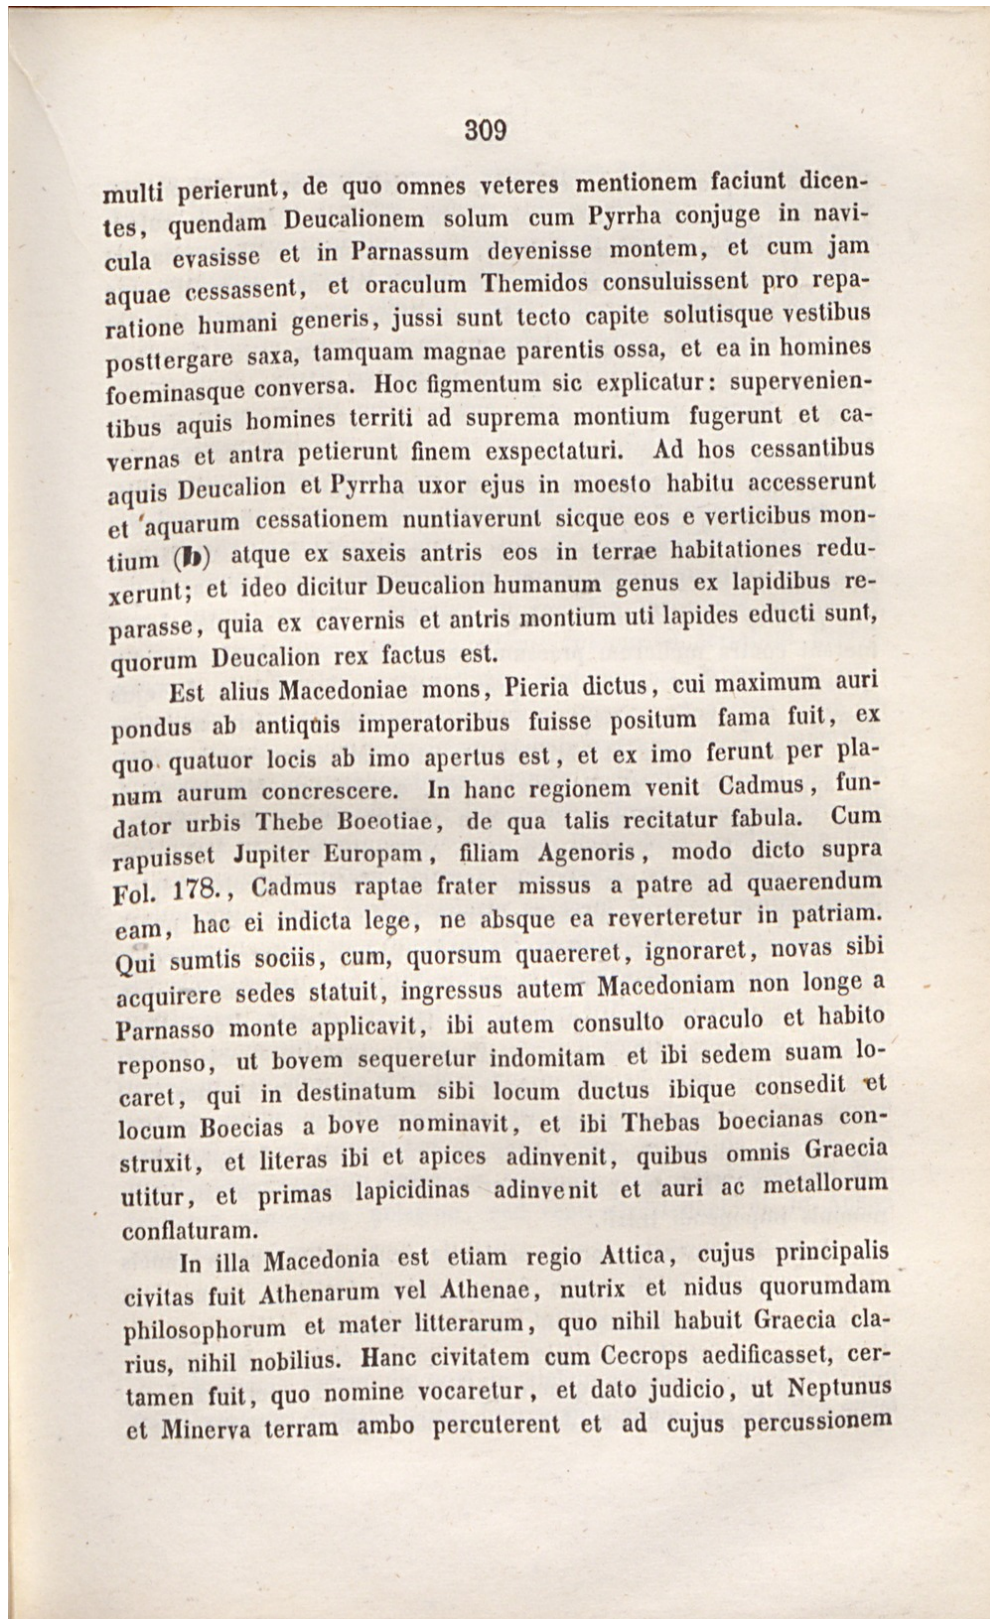 309
multi perierunt, de quo omnes veteres mentionem faciunt dicen-
tes, quendam Deucalionem solum cum Pyrrha conjuge in navi-
cula evasisse et in Parnassum devenisse montem, et cum jam
aquae cessassent, et oraculum Themidos consuluissent pro repa-
ratione humani generis, jussi sunt tecto capite solutisque vestibus
posttergare saxa, tamquam magnae parentis ossa, et ea in homines
foeminasque conversa. Hoc figmentum sic explicatur: supervenien-
tibus aquis homines territi ad suprema montium fugerunt et ca-
vernas et antra petierunt finem exspectaturi. Ad hos cessantibus
aquis Deucalion et Pyrrha uxor ejus in moesto habitu accesserunt
et aquarum cessationem nuntiaverunt sicque eos e verticibus mon-
tium (b) atque ex saxeis antris eos in terrae habitationes redu-
xerunt; et ideo dicitur Deucalion humanum genus ex lapidibus re-
parasse, quia ex cavernis et antris montium uti lapides educti sunt,
quorum Deucalion rex factus est.
Est alius Macedoniae mons, Pieria dictus, cui maximum auri
pondus ab antiquis imperatoribus fuisse positum fama fuit, ex
quo quatuor locis ab imo apertus est, et ex imo ferunt per pla-
num aurum concrescere. In hanc regionem venit Cadmus, fun-
dator urbis Thebe Boeotiae, de qua talis recitatur fabula. Cum
rapuisset Jupiter Europam, filiam Agenoris, modo dicto supra
Fol. 178., Cadmus raptae frater missus a patre ad quaerendum
eam, hac ei indicta lege, ne absque ea reverteretur in patriam.
Qui sumtis sociis, cum, quorsum quaereret, ignoraret, novas sibi
acquirere sedes statuit, ingressus autem Macedoniam non longe a
Parnasso monte applicavit, ibi autem consulto oraculo et habito
reponso, ut bovem sequeretur indomitam et ibi sedem suam lo-
caret, qui in destinatum sibi locum ductus ibique consedit et
locum Boecias a bove nominavit, et ibi Thebas boecianas con-
struxit, et literas ibi et apices adinvenit, quibus omnis Graecia
utitur, et primas lapicidinas adinvenit et auri ac metallorum
conflaturam.
In illa Macedonia est etiam regio Attica, cujus principalis
civitas fuit Athenarum vel Athenae, nutrix et nidus quorumdam
philosophorum et mater litterarum, quo nihil habuit Graecia cla-
rius, nihil nobilius. Hanc civitatem cum Cecrops aedificasset, cer-
tamen fuit, quo nomine vocaretur, et dato judicio, ut Neptunus
et Minerva terram ambo percuterent et ad cujus percussionem